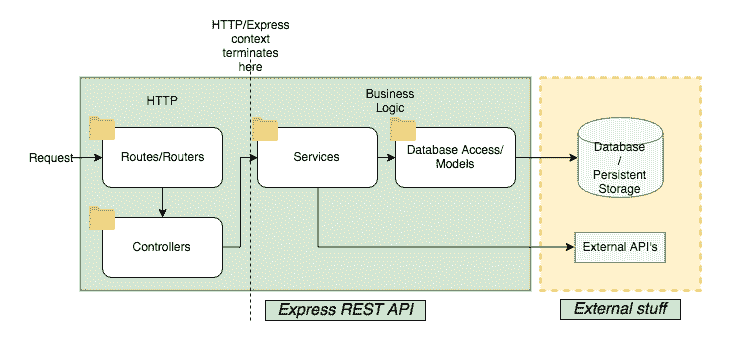 HTTP/Express
context
terminates
here
HTTP
Business
Logic
Request
Routes/Routers
Services
Database Access/
Models
Database
/
Persistent
Storage
Controllers
External API's
Express REST API
External stuff